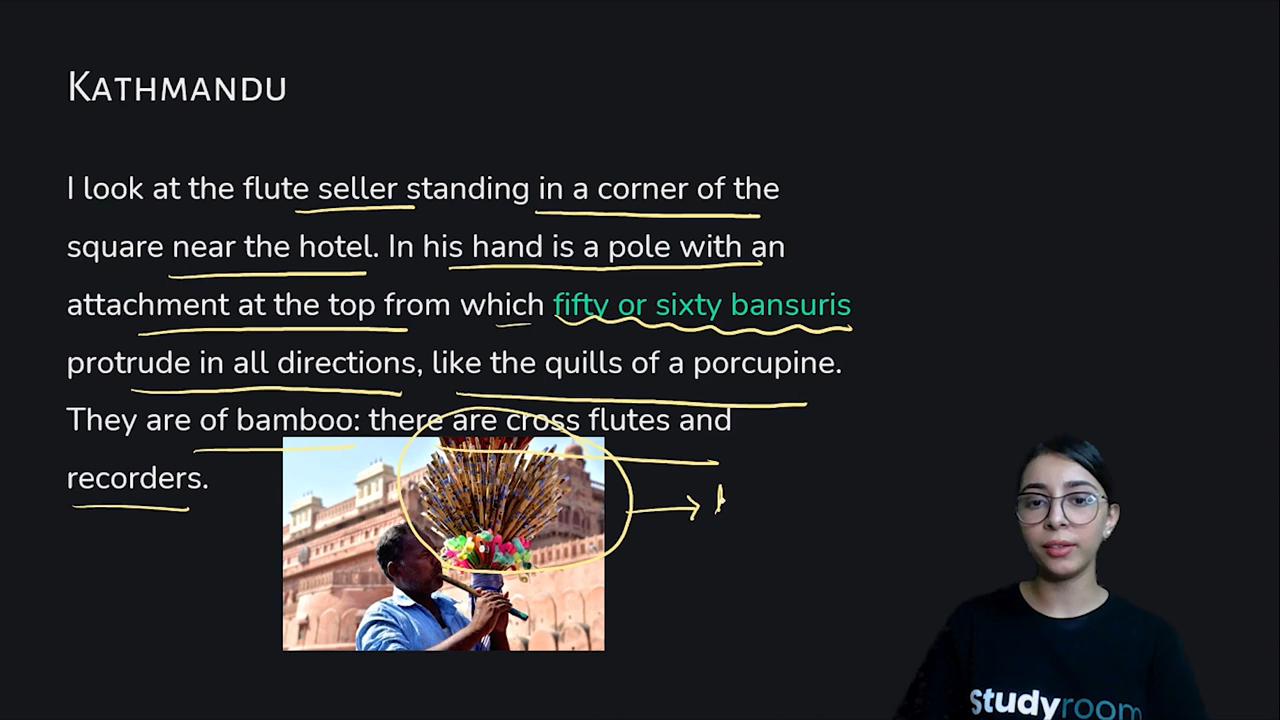 KATHMANDU
I look at the flute seller standing in a corner of the
square near the hotel. In his hand is a pole with an
attachment at the top from which fifty or sixty bansuris
protrude in all directions, like the quills of a porcupine.
They are of bamboo: there are cross flutes and
recorders.
Studyroom